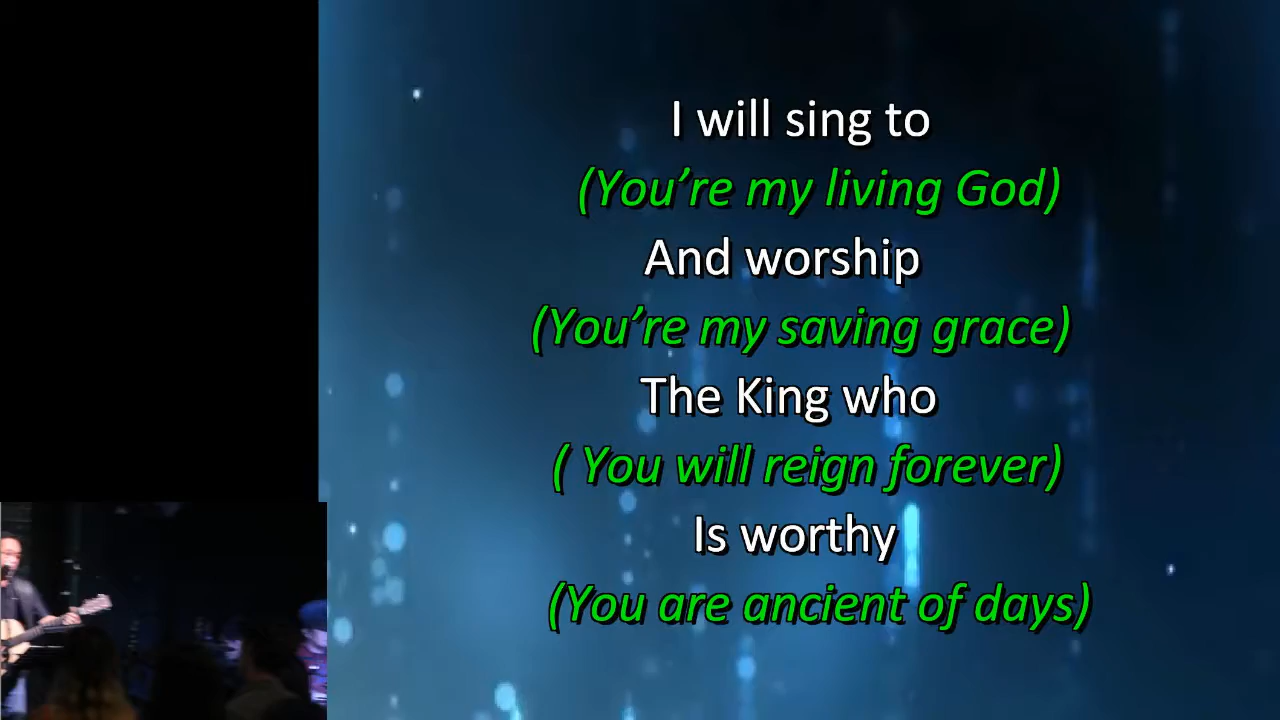 I will sing to
(You’re my living God)
And worship
(You’re my saving grace)
The King who
( You will reign forever)
Is worthy
(You are ancient of days)